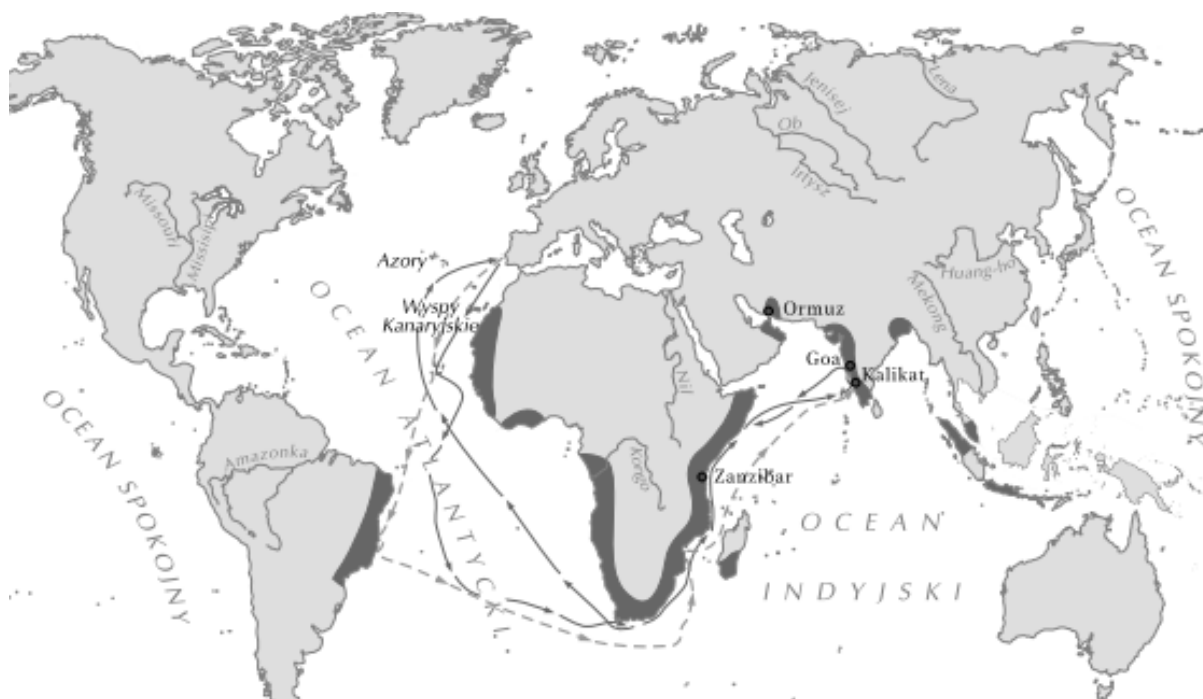 Lena
Jenisej
Ob
Irtysz
Missouri
Missisipi
OCEAN SPOKOJNY
Huang-ho
Azory
Mekong
OCEAN ATLANTYCKI
Wyspy
Kanaryjskie
Ormuz
Goa
Kalikat
Nil
OCEAN SPOKOJNY
Amazonka
Kongo
Zanzibar
OCEAN
INDYJSKI